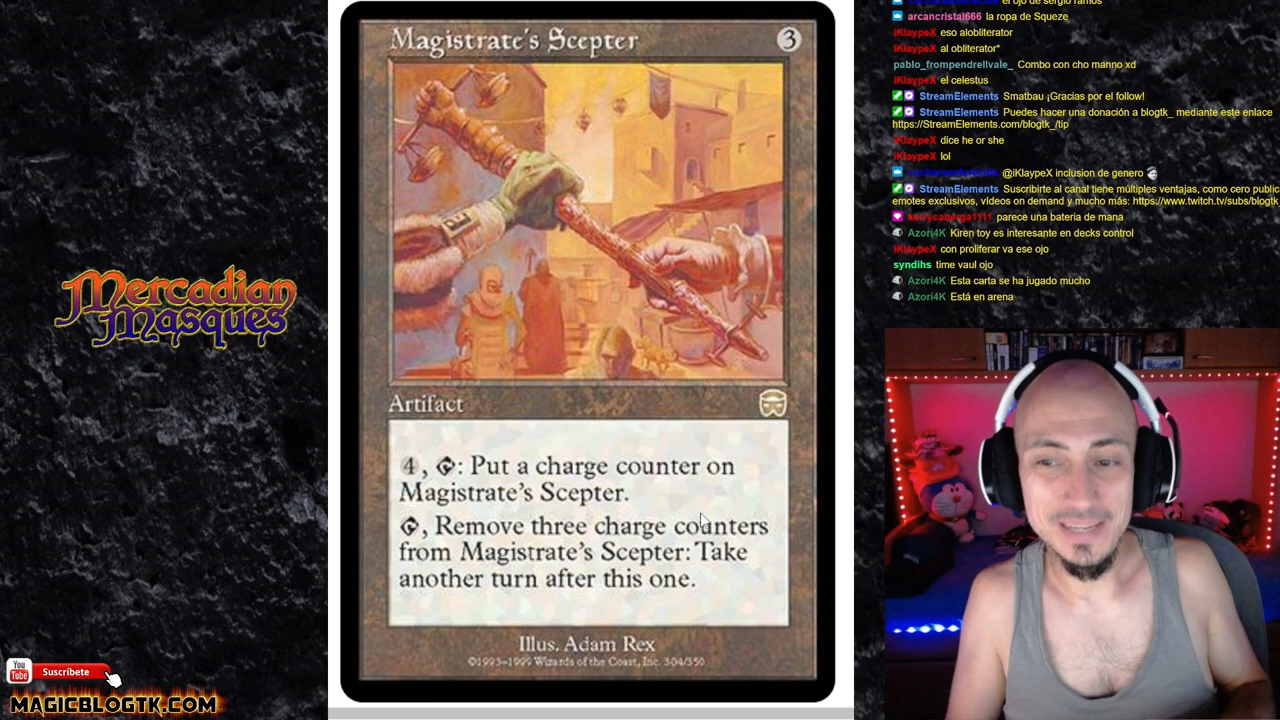 Mercadian
Masques
You
Tube
Suscríbete
MAGICBLOGTK.COM
Magistrate's Scepter
3
Artifact
4, : Put a charge counter on
Magistrate's Scepter.
, Remove three charge counters
from Magistrate's Scepter: Take
another turn after this one.
Illus. Adam Rex
©1993-1999 Wizards of the Coast, Inc. 304/350
el ojo de sergio ramos
arcancristal666 la ropa de Squeze
iKlaypeX eso alobliterator
iKlaypeX al obliterator*
pablo_frompendrellvale_ Combo con cho manno xd
iKlaypeX el celestus
StreamElements Smatbau ¡Gracias por el follow!
StreamElements Puedes hacer una donación a blogtk_ mediante este enlace
https://StreamElements.com/blogtk_/tip
iKlaypeX dice he or she
iKlaypeX lol
@iKlaypeX inclusion de genero
StreamElements Suscribirte al canal tiene múltiples ventajas, como cero public
emotes exclusivos, vídeos on demand y mucho más: https://www.twitch.tv/subs/blogtk
parece una bateria de mana
Azori4K Kiren toy es interesante en decks control
iKlaypeX con proliferar va ese ojo
syndihs time vaul ojo
Azori4K Esta carta se ha jugado mucho
Azori4K Está en arena